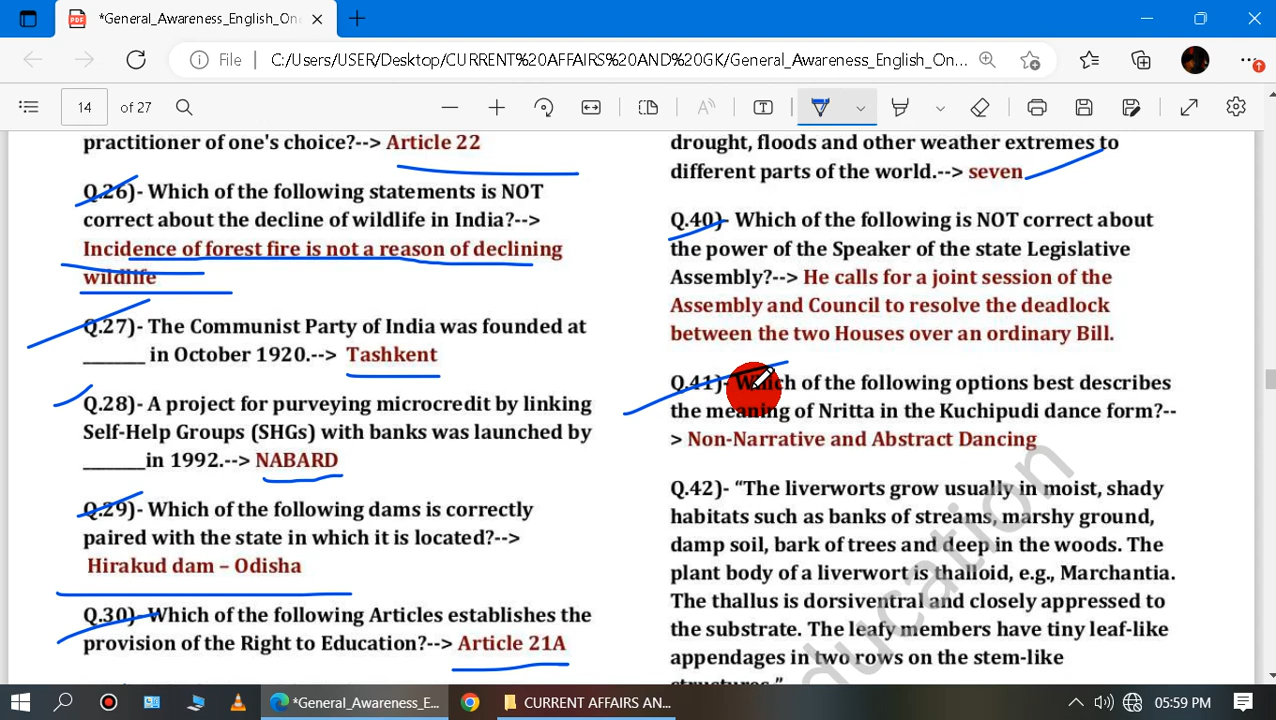 *General_Awareness_English_On
File C:/Users/USER/Desktop/CURRENT%20AFFAIRS%20AND%20GK/General_Awareness_English_On...
14 of 27
practitioner of one's choice?--> Article 22
Q.26)- Which of the following statements is NOT
correct about the decline of wildlife in India?-->
Incidence of forest fire is not a reason of declining
wildlife
Q.27)- The Communist Party of India was founded at
_______ in October 1920.--> Tashkent
Q.28)- A project for purveying microcredit by linking
Self-Help Groups (SHGs) with banks was launched by
_______in 1992.--> NABARD
Q.29)- Which of the following dams is correctly
paired with the state in which it is located?-->
Hirakud dam – Odisha
Q.30)- Which of the following Articles establishes the
provision of the Right to Education?--> Article 21A
drought, floods and other weather extremes to
different parts of the world.--> seven
Q.40)- Which of the following is NOT correct about
the power of the Speaker of the state Legislative
Assembly?--> He calls for a joint session of the
Assembly and Council to resolve the deadlock
between the two Houses over an ordinary Bill.
Q.41)- Which of the following options best describes
the meaning of Nritta in the Kuchipudi dance form?--
> Non-Narrative and Abstract Dancing
Q.42)- “The liverworts grow usually in moist, shady
habitats such as banks of streams, marshy ground,
damp soil, bark of trees and deep in the woods. The
plant body of a liverwort is thalloid, e.g., Marchantia.
The thallus is dorsiventral and closely appressed to
the substrate. The leafy members have tiny leaf-like
appendages in two rows on the stem-like
structures.”
ducation
*General_Awareness_E...
CURRENT AFFAIRS AN...
05:59 PM